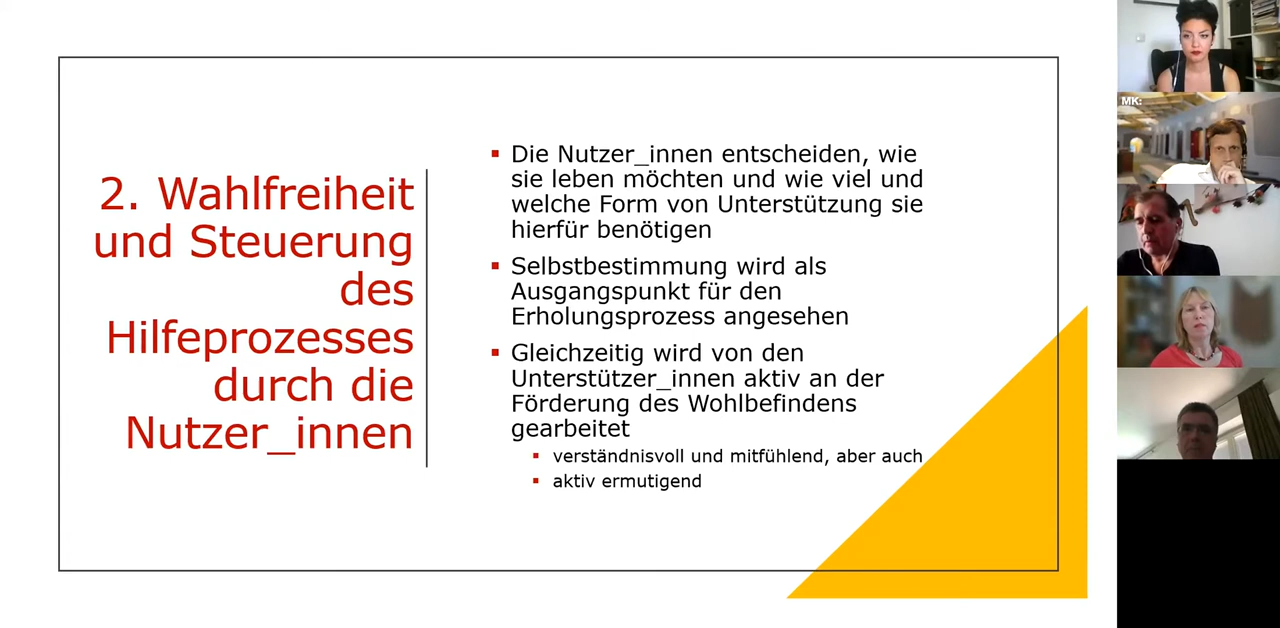 2. Wahlfreiheit
und Steuerung
des
Hilfeprozesses
durch die
Nutzer_innen
▪ Die Nutzer_innen entscheiden, wie
sie leben möchten und wie viel und
welche Form von Unterstützung sie
hierfür benötigen
▪ Selbstbestimmung wird als
Ausgangspunkt für den
Erholungsprozess angesehen
▪ Gleichzeitig wird von den
Unterstützer_innen aktiv an der
Förderung des Wohlbefindens
gearbeitet
▪ verständnisvoll und mitfühlend, aber auch
▪ aktiv ermutigend
MK: